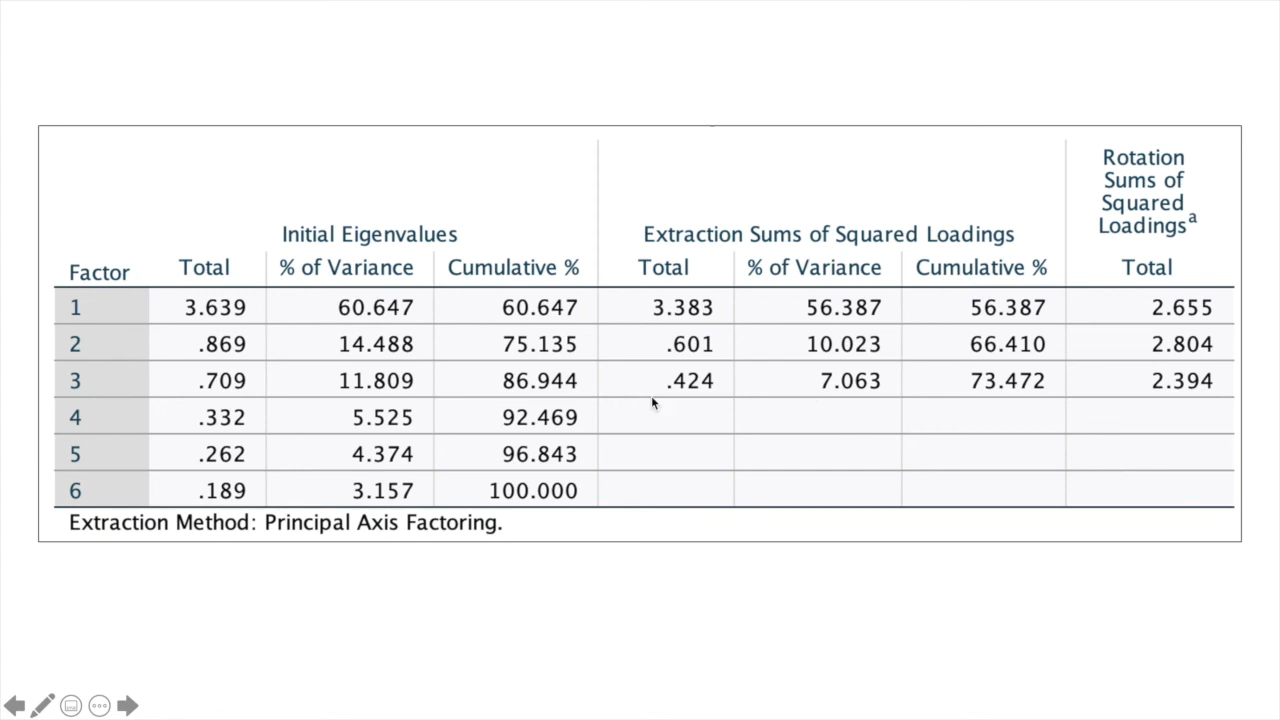 Rotation
Sums of
Squared
Loadingsa
Initial Eigenvalues Extraction Sums of Squared Loadings
Factor Total % of Variance Cumulative % Total % of Variance Cumulative % Total
1 3.639 60.647 60.647 3.383 56.387 56.387 2.655
2 .869 14.488 75.135 .601 10.023 66.410 2.804
3 .709 11.809 86.944 .424 7.063 73.472 2.394
4 .332 5.525 92.469
5 .262 4.374 96.843
6 .189 3.157 100.000
Extraction Method: Principal Axis Factoring.